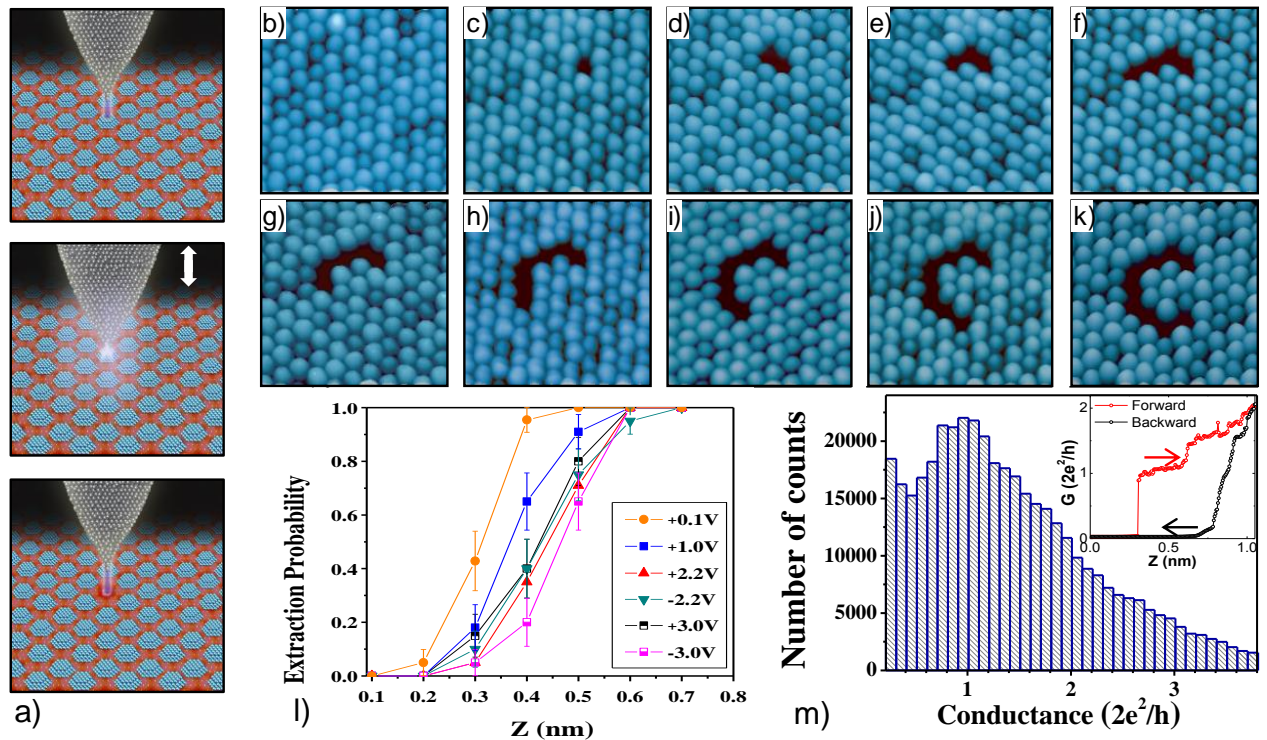 a)
b)
c)
d)
e)
f)
g)
h)
i)
j)
k)
l)
Extraction Probability
1.0
0.8
0.6
0.4
0.2
0.0
0.1 0.2 0.3 0.4 0.5 0.6 0.7 0.8
Z (nm)
+0.1V
+1.0V
+2.2V
-2.2V
+3.0V
-3.0V
m)
Number of counts
20000
15000
10000
5000
0
1 2 3
Conductance (2e²/h)
Forward
Backward
G (2e²/h)
2
1
0
0.0 0.5 1.0
Z (nm)